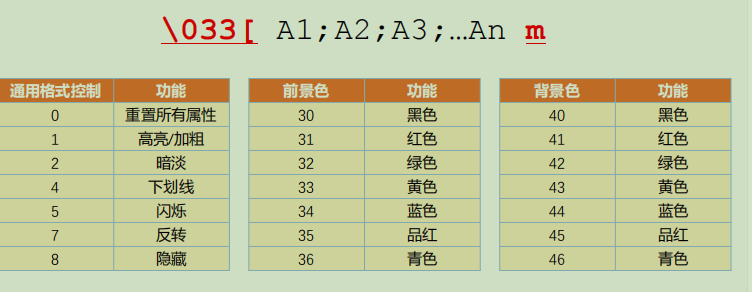 \033[ A1;A2;A3;…An m
通用格式控制 功能 前景色 功能 背景色 功能
0 重置所有属性 30 黑色 40 黑色
1 高亮/加粗 31 红色 41 红色
2 暗淡 32 绿色 42 绿色
4 下划线 33 黄色 43 黄色
5 闪烁 34 蓝色 44 蓝色
7 反转 35 品红 45 品红
8 隐藏 36 青色 46 青色